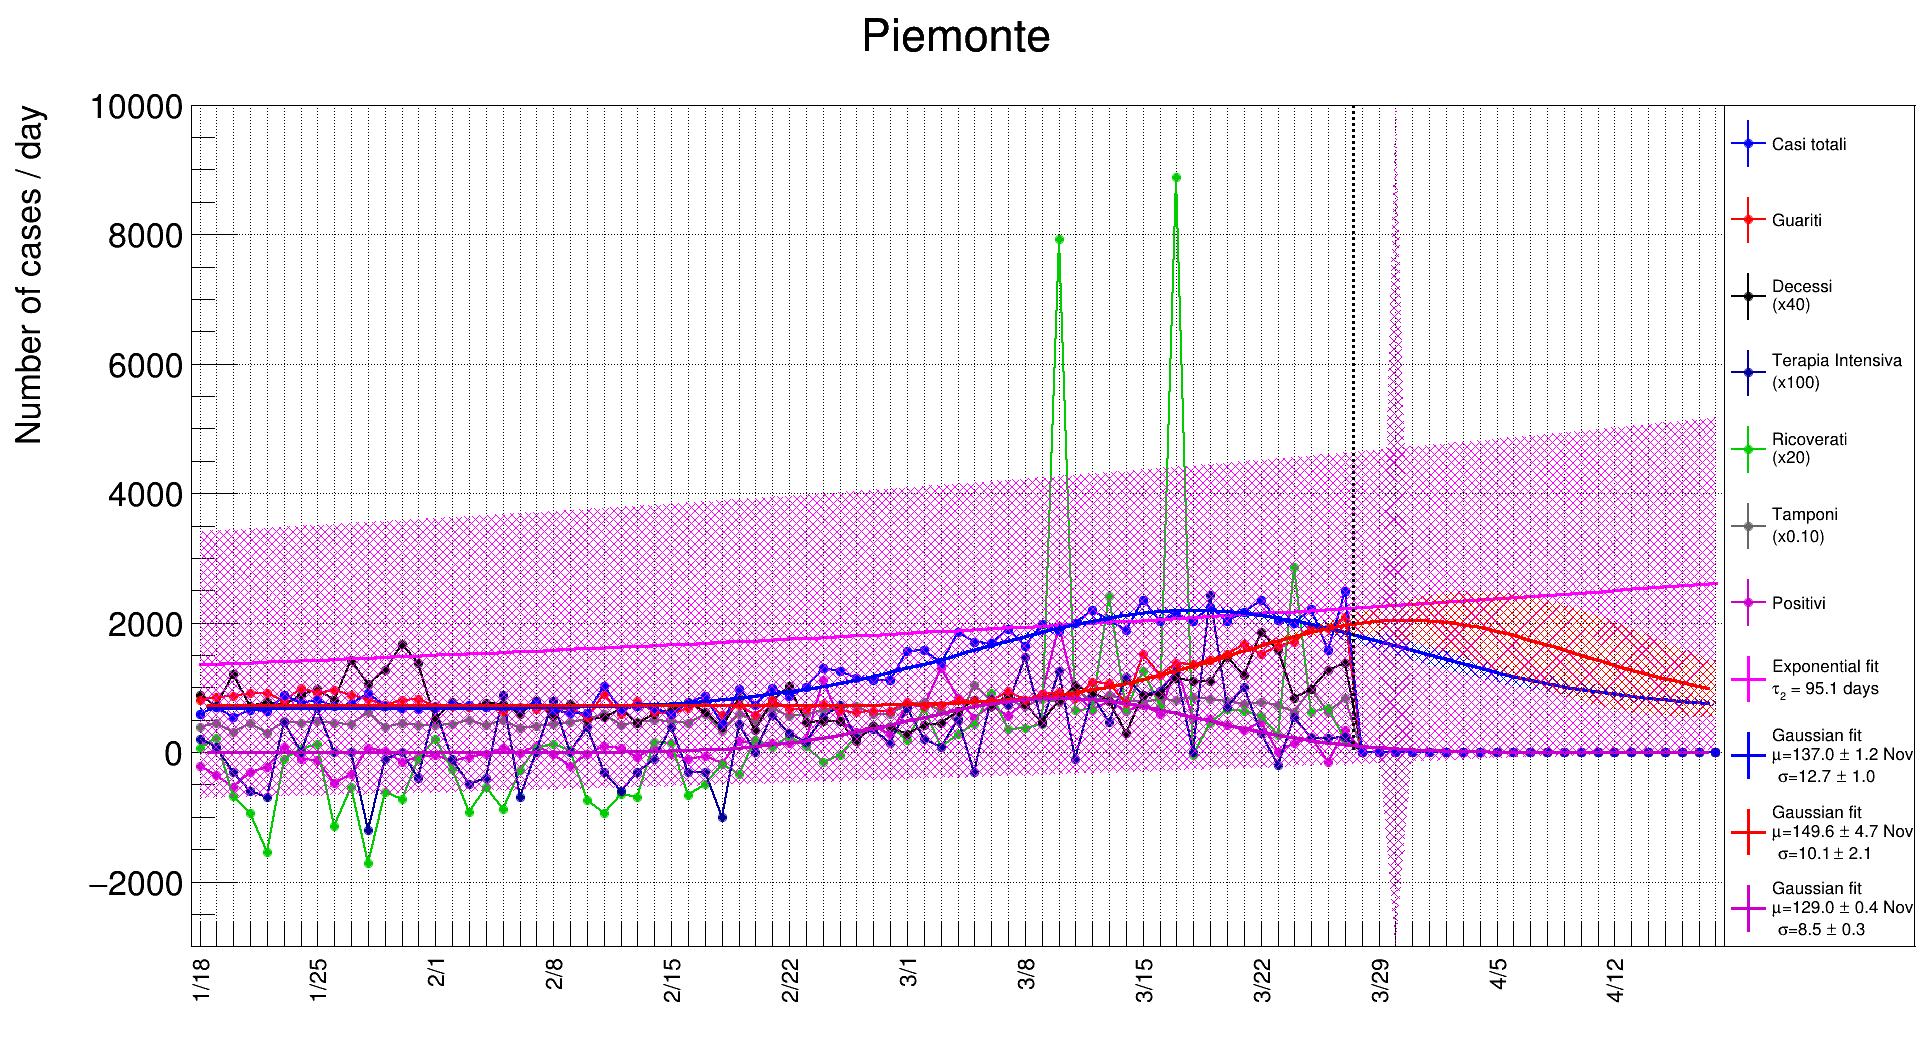 Piemonte
Number of cases / day
10000
8000
6000
4000
2000
0
−2000
1/18
1/25
2/1
2/8
2/15
2/22
3/1
3/8
3/15
3/22
3/29
4/5
4/12
Casi totali
Guariti
Decessi
(x40)
Terapia Intensiva
(x100)
Ricoverati
(x20)
Tamponi
(x0.10)
Positivi
Exponential fit
τ₂ = 95.1 days
Gaussian fit
μ=137.0 ± 1.2 Nov
σ=12.7 ± 1.0
Gaussian fit
μ=149.6 ± 4.7 Nov
σ=10.1 ± 2.1
Gaussian fit
μ=129.0 ± 0.4 Nov
σ=8.5 ± 0.3